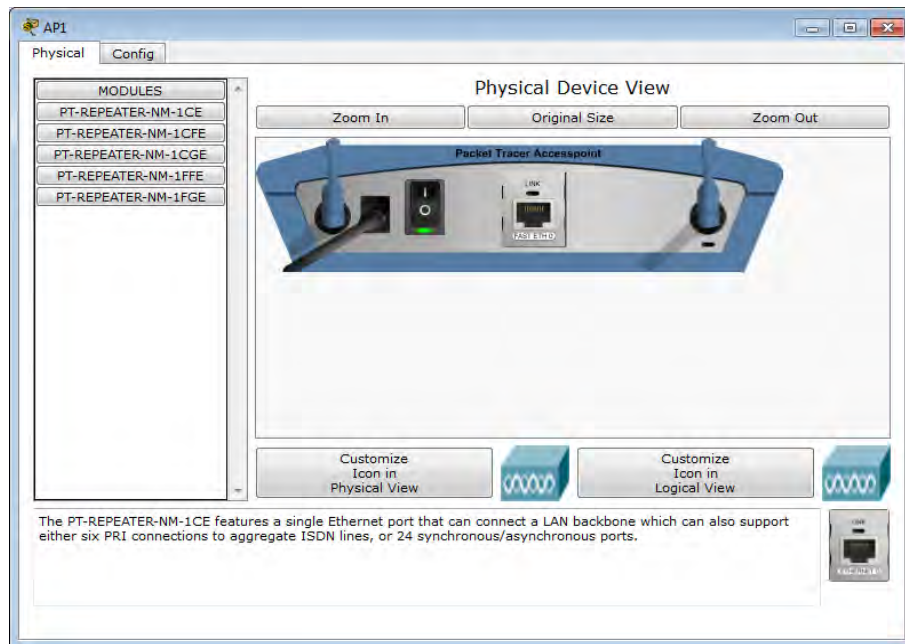 AP1
Physical
Config
MODULES
PT-REPEATER-NM-1CE
PT-REPEATER-NM-1CFE
PT-REPEATER-NM-1CGE
PT-REPEATER-NM-1FFE
PT-REPEATER-NM-1FGE
Physical Device View
Zoom In
Original Size
Zoom Out
Packet Tracer Accesspoint
LINK
FAST ETH 0
Customize
Icon in
Physical View
Customize
Icon in
Logical View
The PT-REPEATER-NM-1CE features a single Ethernet port that can connect a LAN backbone which can also support
either six PRI connections to aggregate ISDN lines, or 24 synchronous/asynchronous ports.
LINK
ETHERNET 0